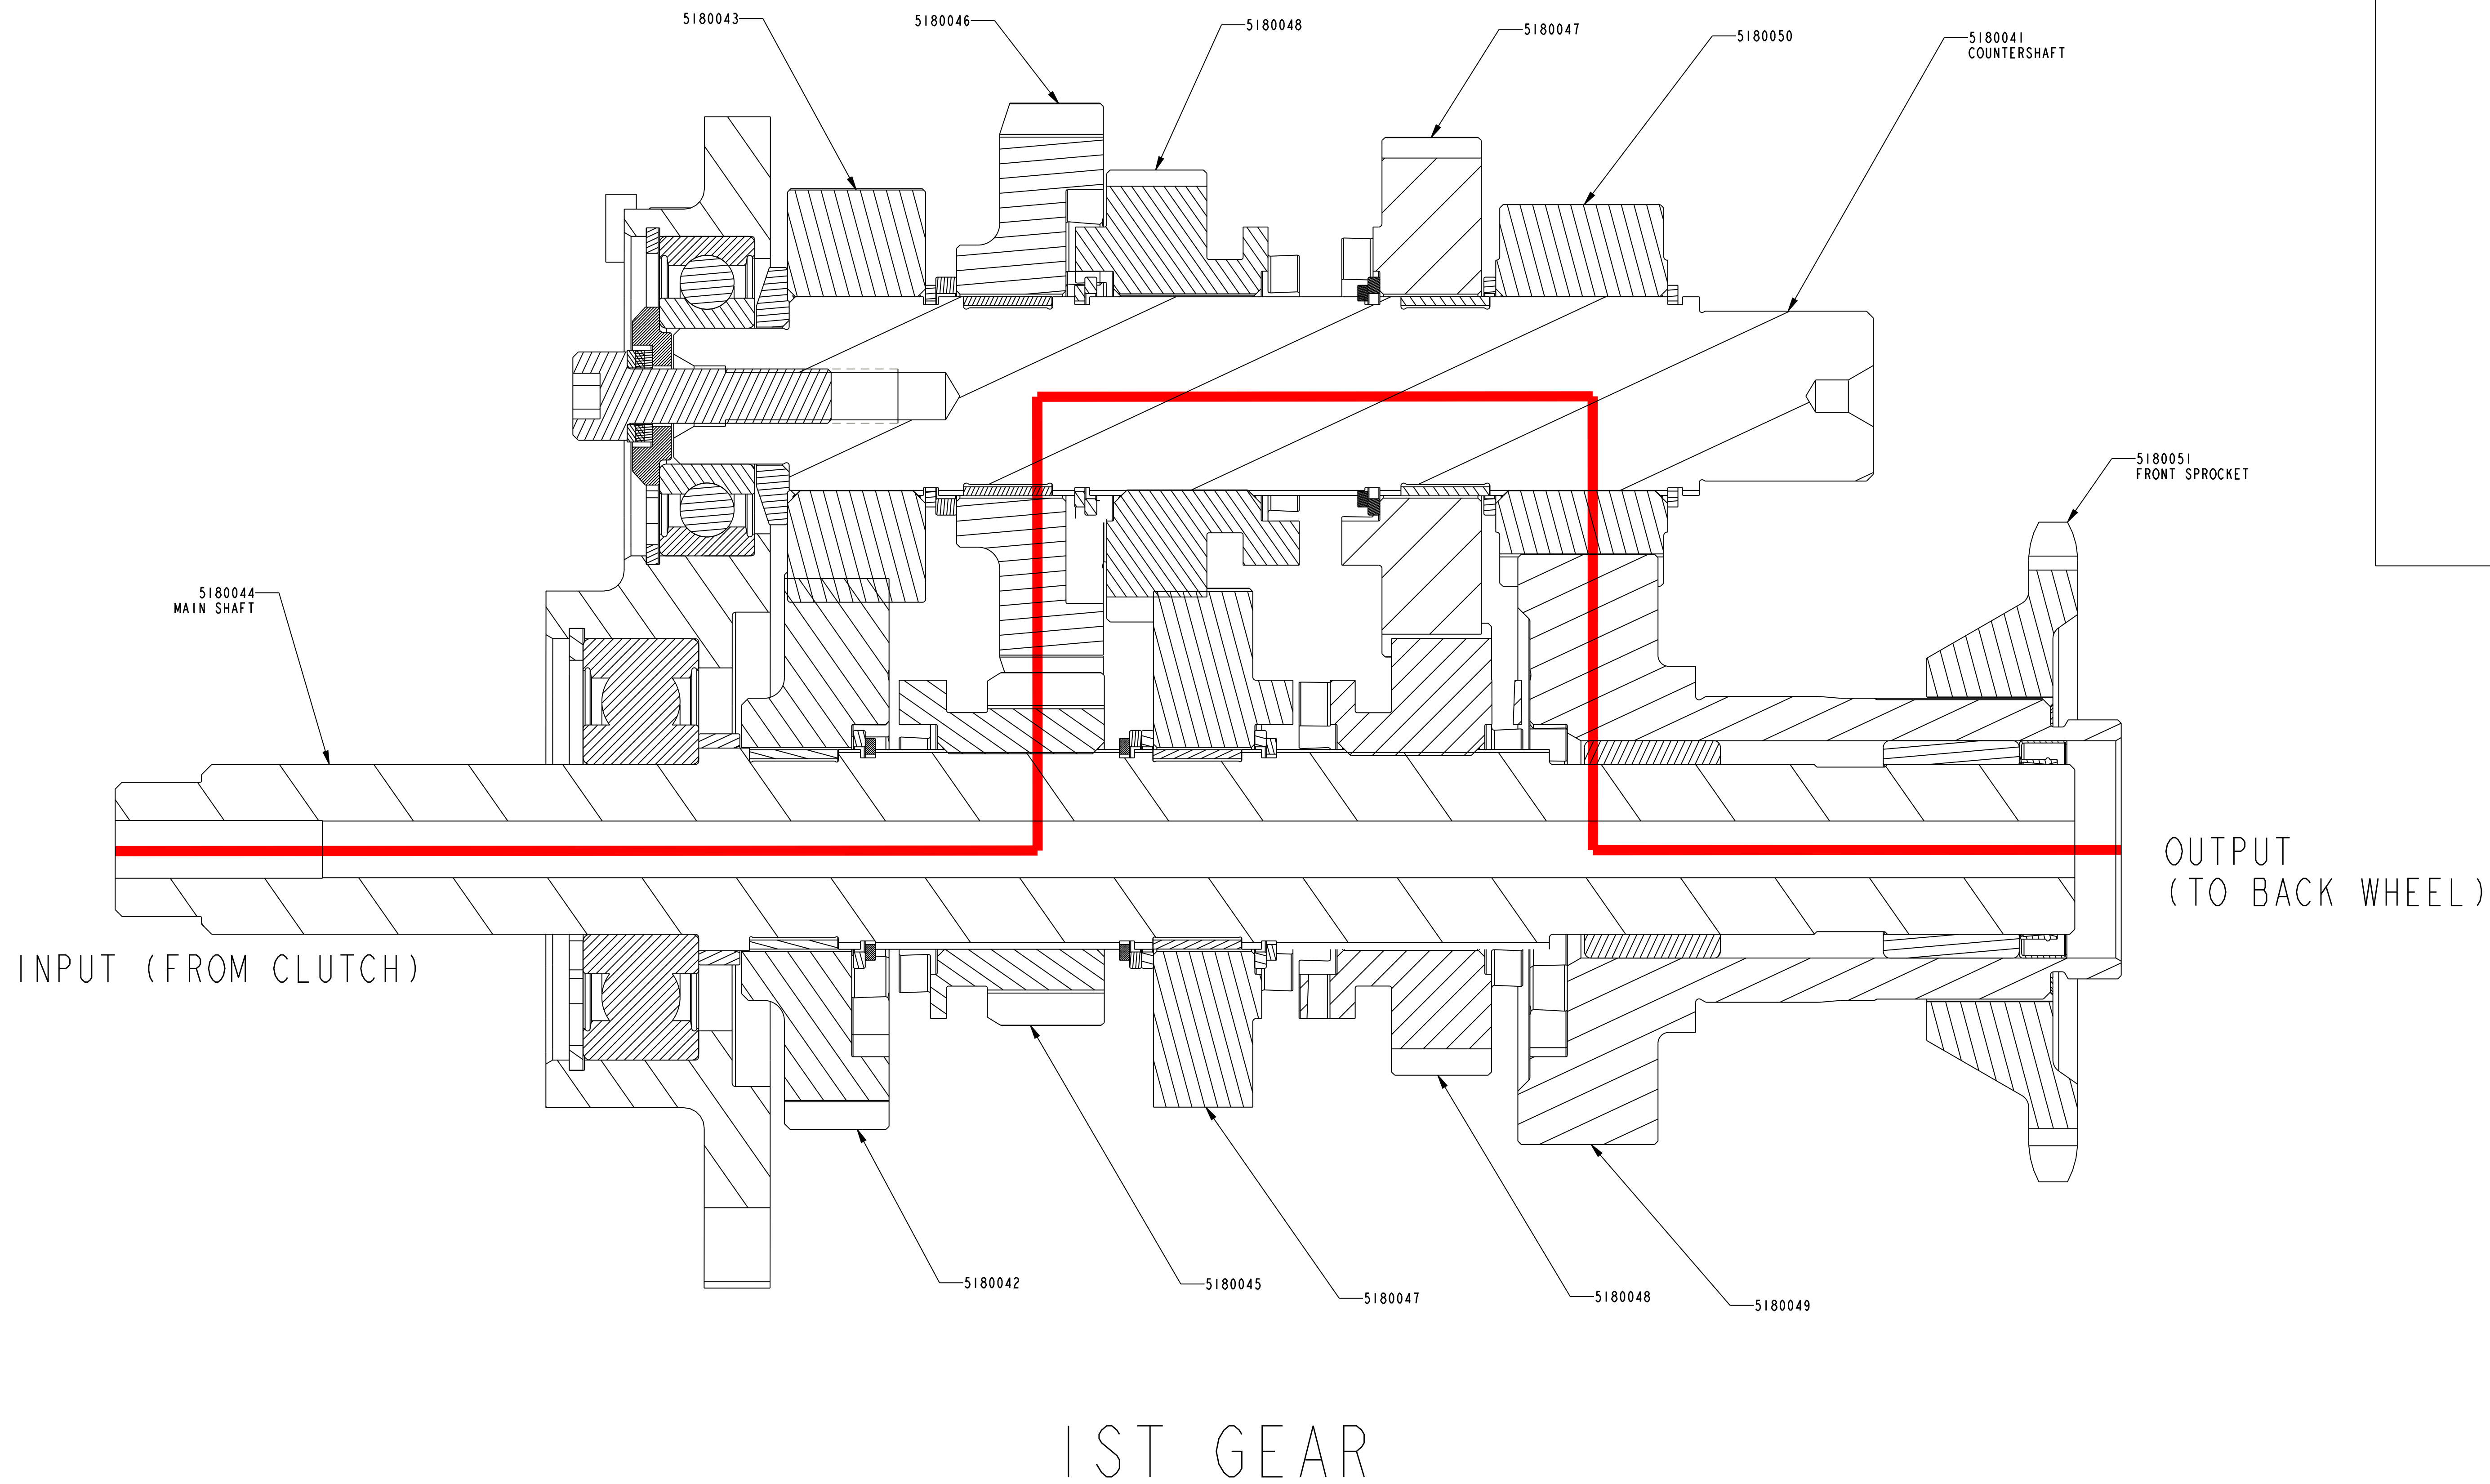 5180043
5180046
5180048
5180047
5180050
5180041
COUNTERSHAFT
5180051
FRONT SPROCKET
5180044
MAIN SHAFT
OUTPUT
(TO BACK WHEEL)
INPUT (FROM CLUTCH)
5180042
5180045
5180047
5180048
5180049
1ST GEAR